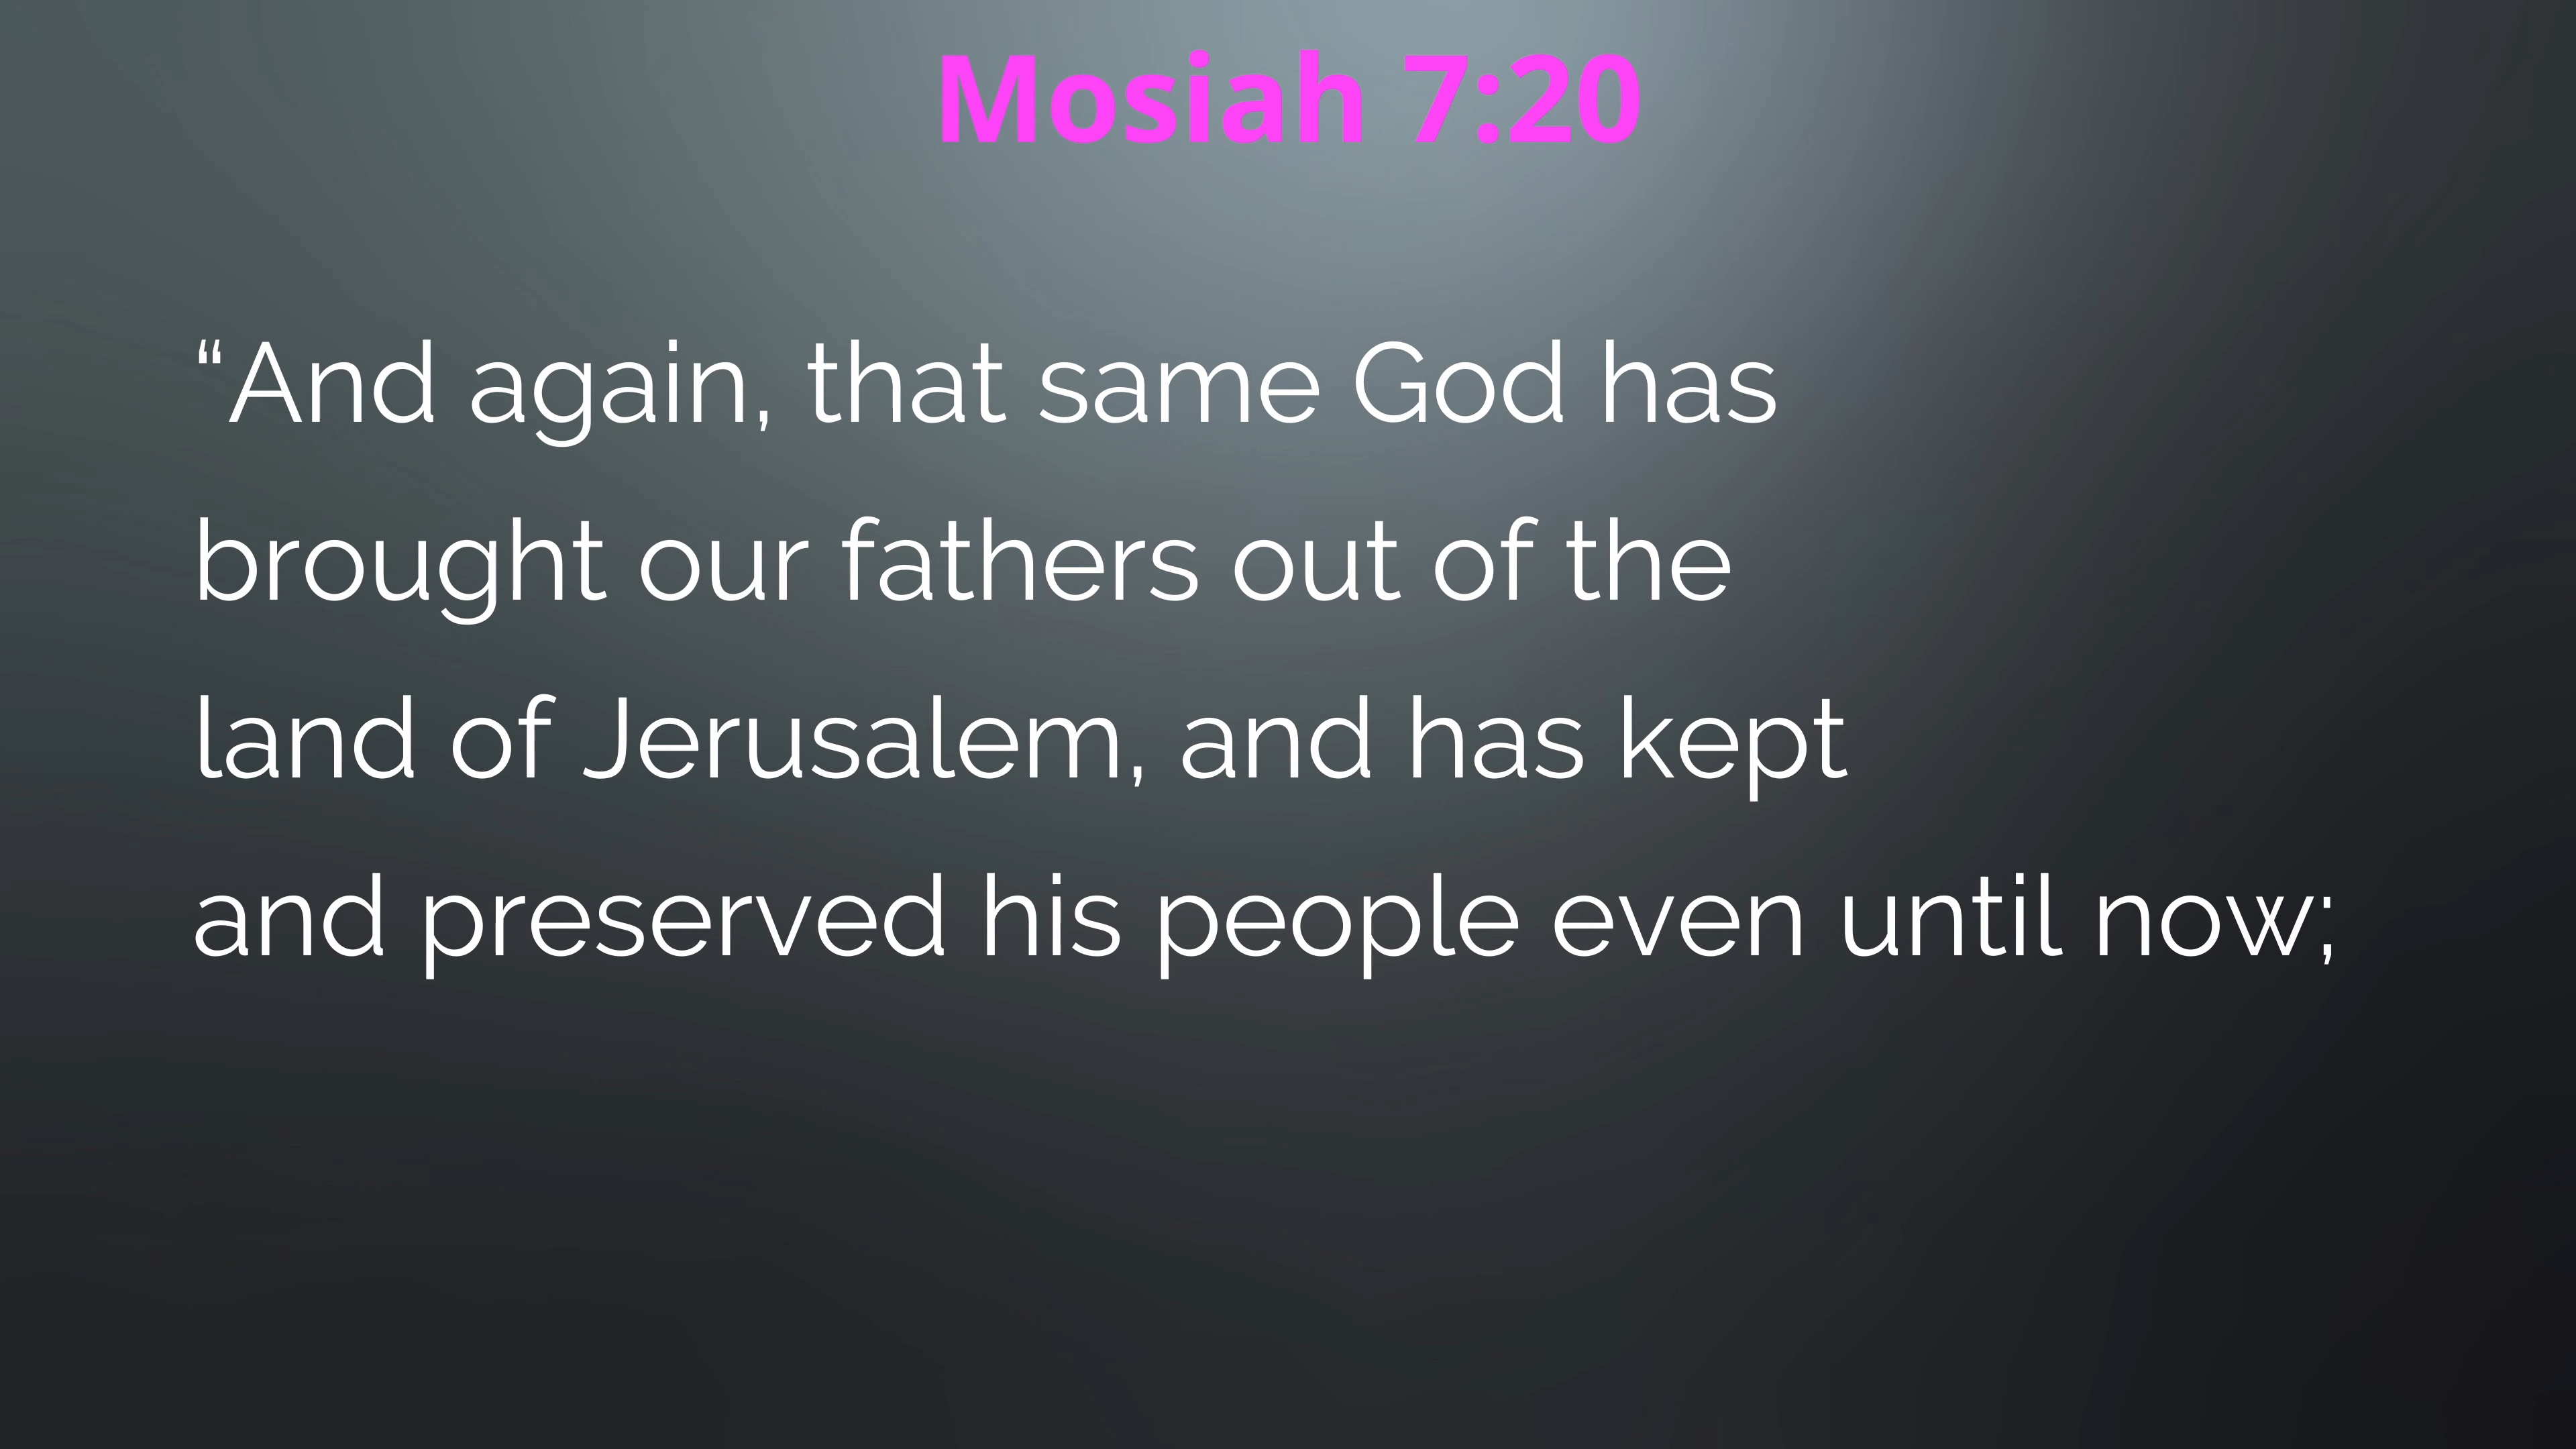 Mosiah 7:20
“And again, that same God has
brought our fathers out of the
land of Jerusalem, and has kept
and preserved his people even until now;